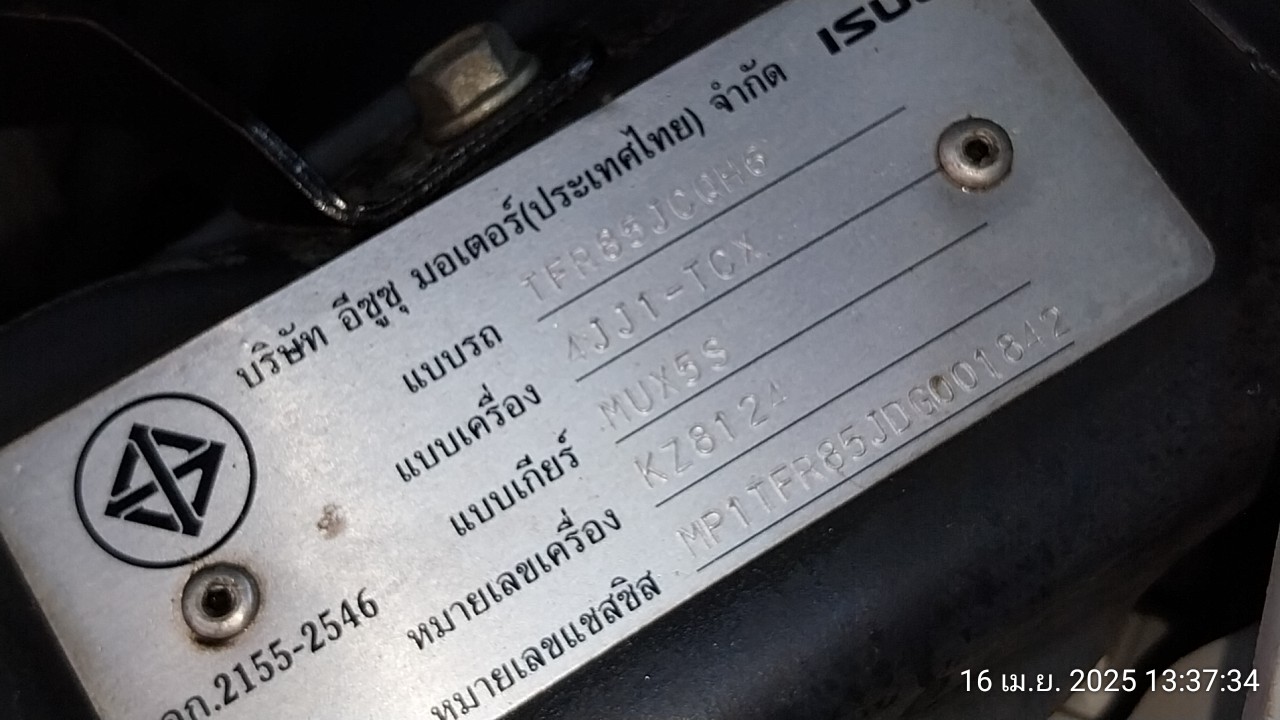 บริษัท อีซูซุ มอเตอร์(ประเทศไทย) จำกัด
แบบรถ TFR85JCQH6
แบบเครื่อง 4JJ1-TCX
แบบเกียร์ MUX5S
หมายเลขเครื่อง KZ8124
หมายเลขแชสซิส MP1TFR85JDG001842
2155-2546
16 เม.ย. 2025 13:37:34